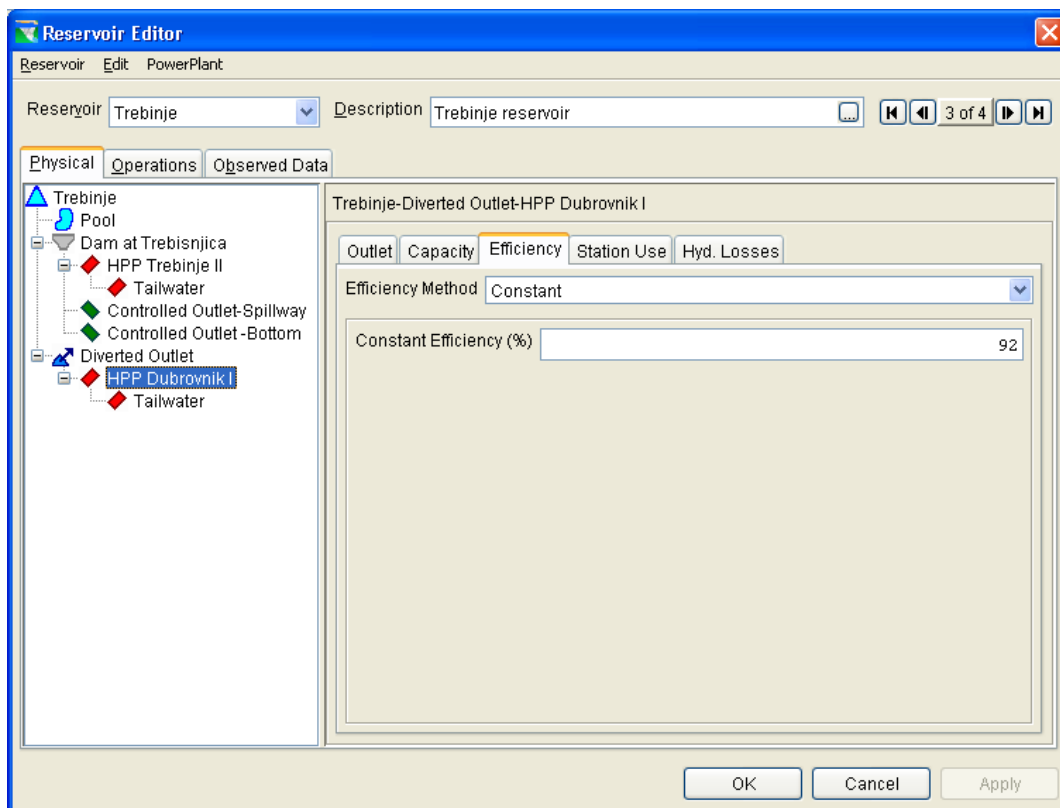 Reservoir Editor
Reservoir Edit PowerPlant
Reservoir Trebinje Description Trebinje reservoir ... 3 of 4
Physical Operations Observed Data
Trebinje
Pool
Dam at Trebisnjica
HPP Trebinje II
Tailwater
Controlled Outlet-Spillway
Controlled Outlet-Bottom
Diverted Outlet
HPP Dubrovnik I
Tailwater
Trebinje-Diverted Outlet-HPP Dubrovnik I
Outlet Capacity Efficiency Station Use Hyd. Losses
Efficiency Method Constant
Constant Efficiency (%) 92
OK Cancel Apply